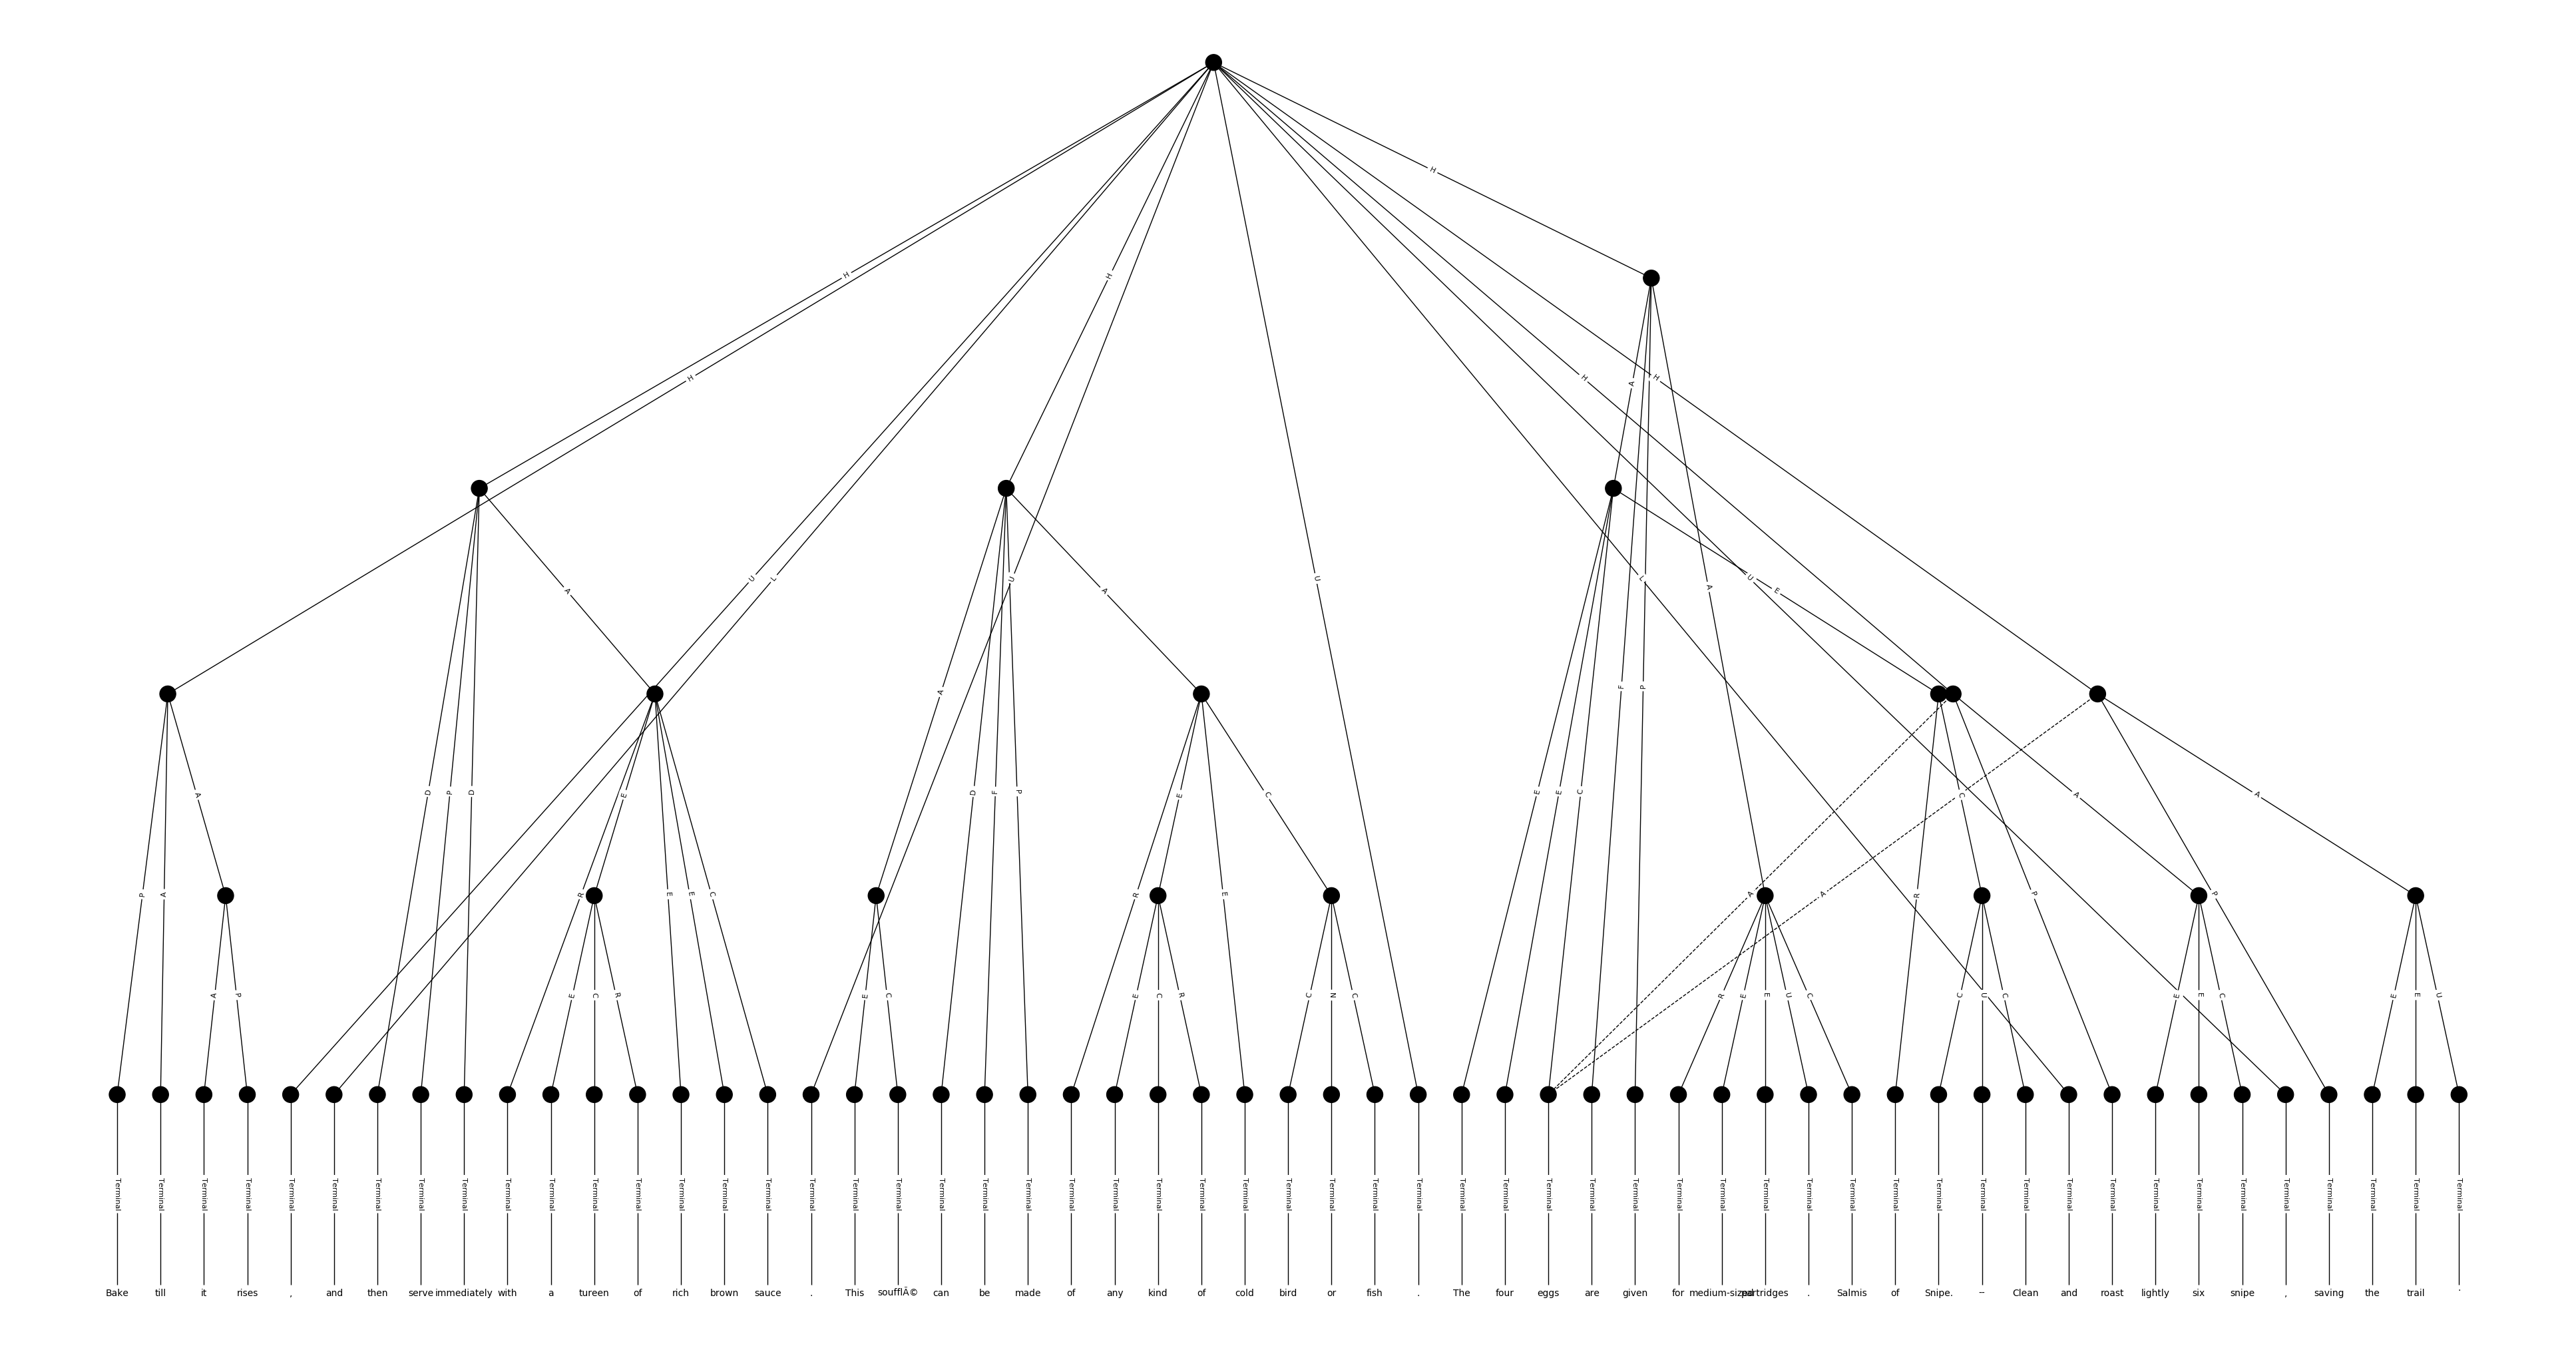 H
H
H
H
H
H
A
U
L
A
U
A
U
L
A
U
E
A
F
P
D
P
D
E
A
D
F
P
E
C
E
E
C
C
A
A
P
A
R
E
E
C
R
E
A
A
R
P
P
A
P
E
C
R
E
C
E
C
R
C
N
C
R
E
E
U
C
C
U
C
E
E
C
E
E
U
Terminal Terminal Terminal Terminal Terminal Terminal Terminal Terminal Terminal Terminal Terminal Terminal Terminal Terminal Terminal Terminal Terminal Terminal Terminal Terminal Terminal Terminal Terminal Terminal Terminal Terminal Terminal Terminal Terminal Terminal Terminal Terminal Terminal Terminal Terminal Terminal Terminal Terminal Terminal Terminal Terminal Terminal Terminal Terminal Terminal Terminal Terminal Terminal Terminal Terminal Terminal Terminal Terminal Terminal Terminal
Bake till it rises , and then serve immediately with a tureen of rich brown sauce . This soufflÃ© can be made of any kind of cold bird or fish . The four eggs are given for medium-sized partridges . Salmis of Snipe. -- Clean and roast lightly six snipe , saving the trail '